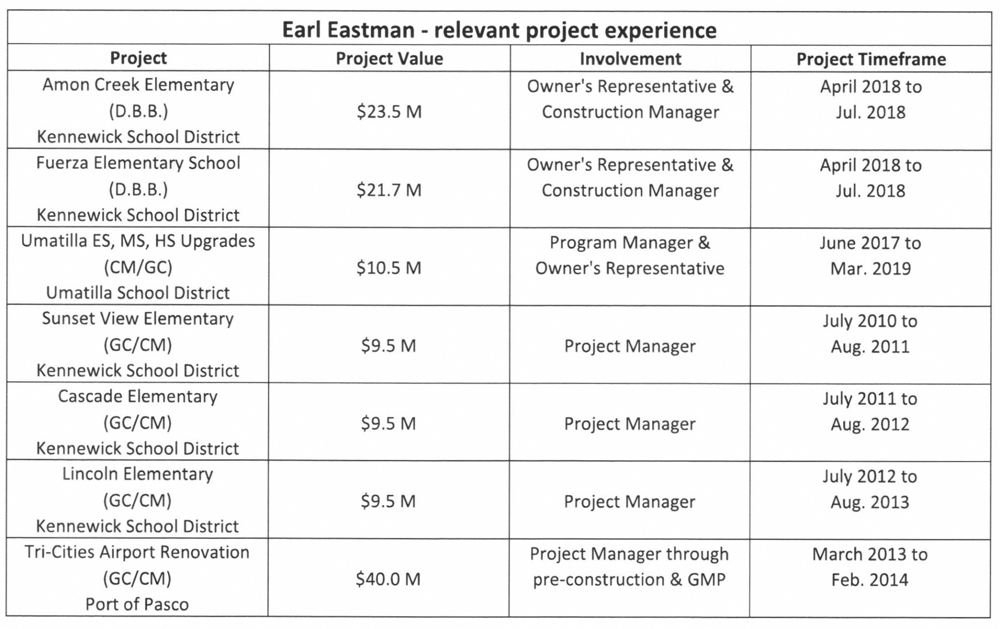 Earl Eastman - relevant project experience
Project
Project Value
Involvement
Project Timeframe
Amon Creek Elementary
(D.B.B.)
Kennewick School District
$23.5 M
Owner's Representative &
Construction Manager
April 2018 to
Jul. 2018
Fuerza Elementary School
(D.B.B.)
Kennewick School District
$21.7 M
Owner's Representative &
Construction Manager
April 2018 to
Jul. 2018
Umatilla ES, MS, HS Upgrades
(CM/GC)
Umatilla School District
$10.5 M
Program Manager &
Owner's Representative
June 2017 to
Mar. 2019
Sunset View Elementary
(GC/CM)
Kennewick School District
$9.5 M
Project Manager
July 2010 to
Aug. 2011
Cascade Elementary
(GC/CM)
Kennewick School District
$9.5 M
Project Manager
July 2011 to
Aug. 2012
Lincoln Elementary
(GC/CM)
Kennewick School District
$9.5 M
Project Manager
July 2012 to
Aug. 2013
Tri-Cities Airport Renovation
(GC/CM)
Port of Pasco
$40.0 M
Project Manager through
pre-construction & GMP
March 2013 to
Feb. 2014